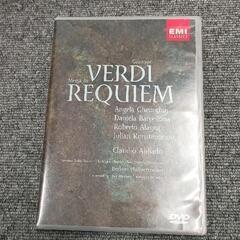 EMI
CLASSICS
Giuseppe
VERDI
Messa da
REQUIEM
Angela Gheorghiu
Daniela Barcellona
Roberto Alagna
Julian Konstantinov
Claudio Abbado
Berliner Philharmoniker
DVD